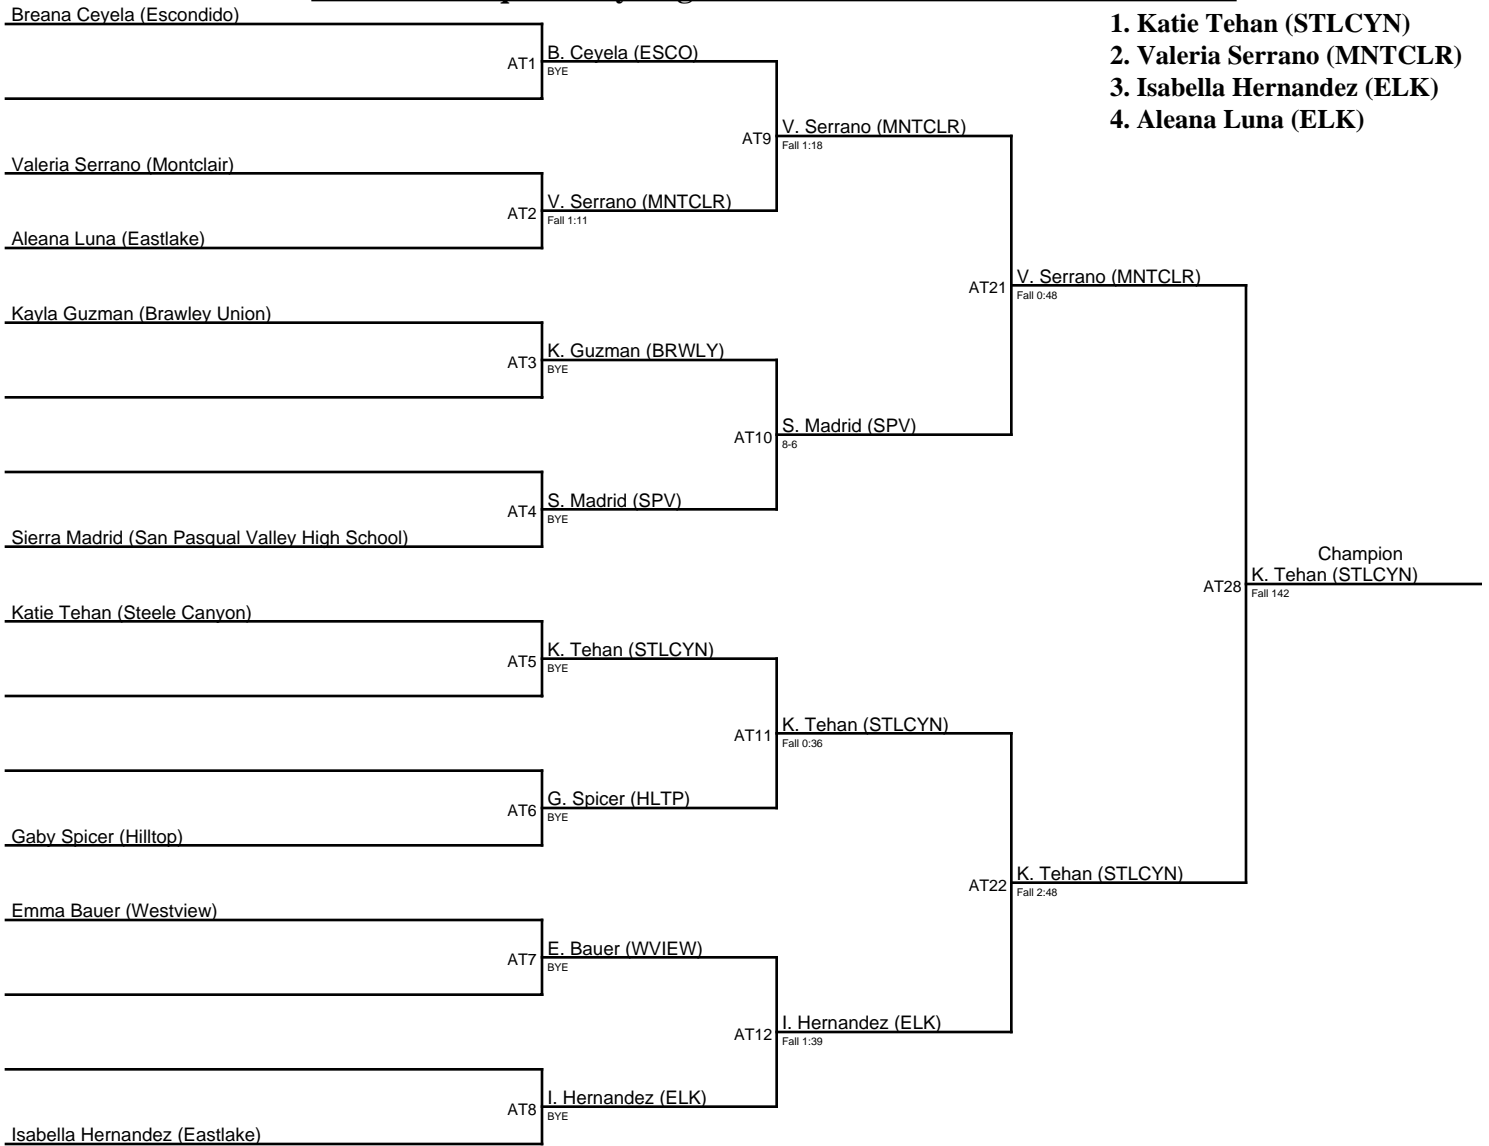 Breana Ceyela (Escondido)
1. Katie Tehan (STLCYN)
2. Valeria Serrano (MNTCLR)
3. Isabella Hernandez (ELK)
4. Aleana Luna (ELK)
AT1
B. Ceyela (ESCO)
BYE
AT9
V. Serrano (MNTCLR)
Fall 1:18
Valeria Serrano (Montclair)
AT2
V. Serrano (MNTCLR)
Fall 1:11
Aleana Luna (Eastlake)
AT21
V. Serrano (MNTCLR)
Fall 0:48
Kayla Guzman (Brawley Union)
AT3
K. Guzman (BRWLY)
BYE
AT10
S. Madrid (SPV)
8-6
AT4
S. Madrid (SPV)
BYE
Sierra Madrid (San Pasqual Valley High School)
Champion
AT28
K. Tehan (STLCYN)
Fall 142
Katie Tehan (Steele Canyon)
AT5
K. Tehan (STLCYN)
BYE
AT11
K. Tehan (STLCYN)
Fall 0:36
AT6
G. Spicer (HLTP)
BYE
Gaby Spicer (Hilltop)
AT22
K. Tehan (STLCYN)
Fall 2:48
Emma Bauer (Westview)
AT7
E. Bauer (WVIEW)
BYE
AT12
I. Hernandez (ELK)
Fall 1:39
AT8
I. Hernandez (ELK)
BYE
Isabella Hernandez (Eastlake)